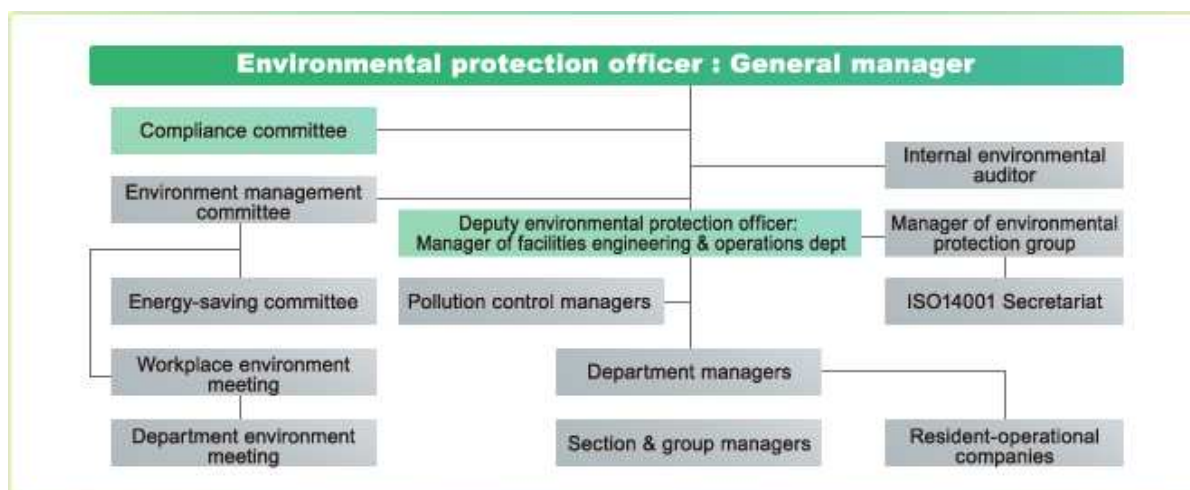 Environmental protection officer : General manager
Compliance committee
Internal environmental
auditor
Environment management
committee
Deputy environmental protection officer:
Manager of facilities engineering & operations dept
Manager of environmental
protection group
Energy-saving committee
Pollution control managers
ISO14001 Secretariat
Workplace environment
meeting
Department managers
Department environment
meeting
Section & group managers
Resident-operational
companies